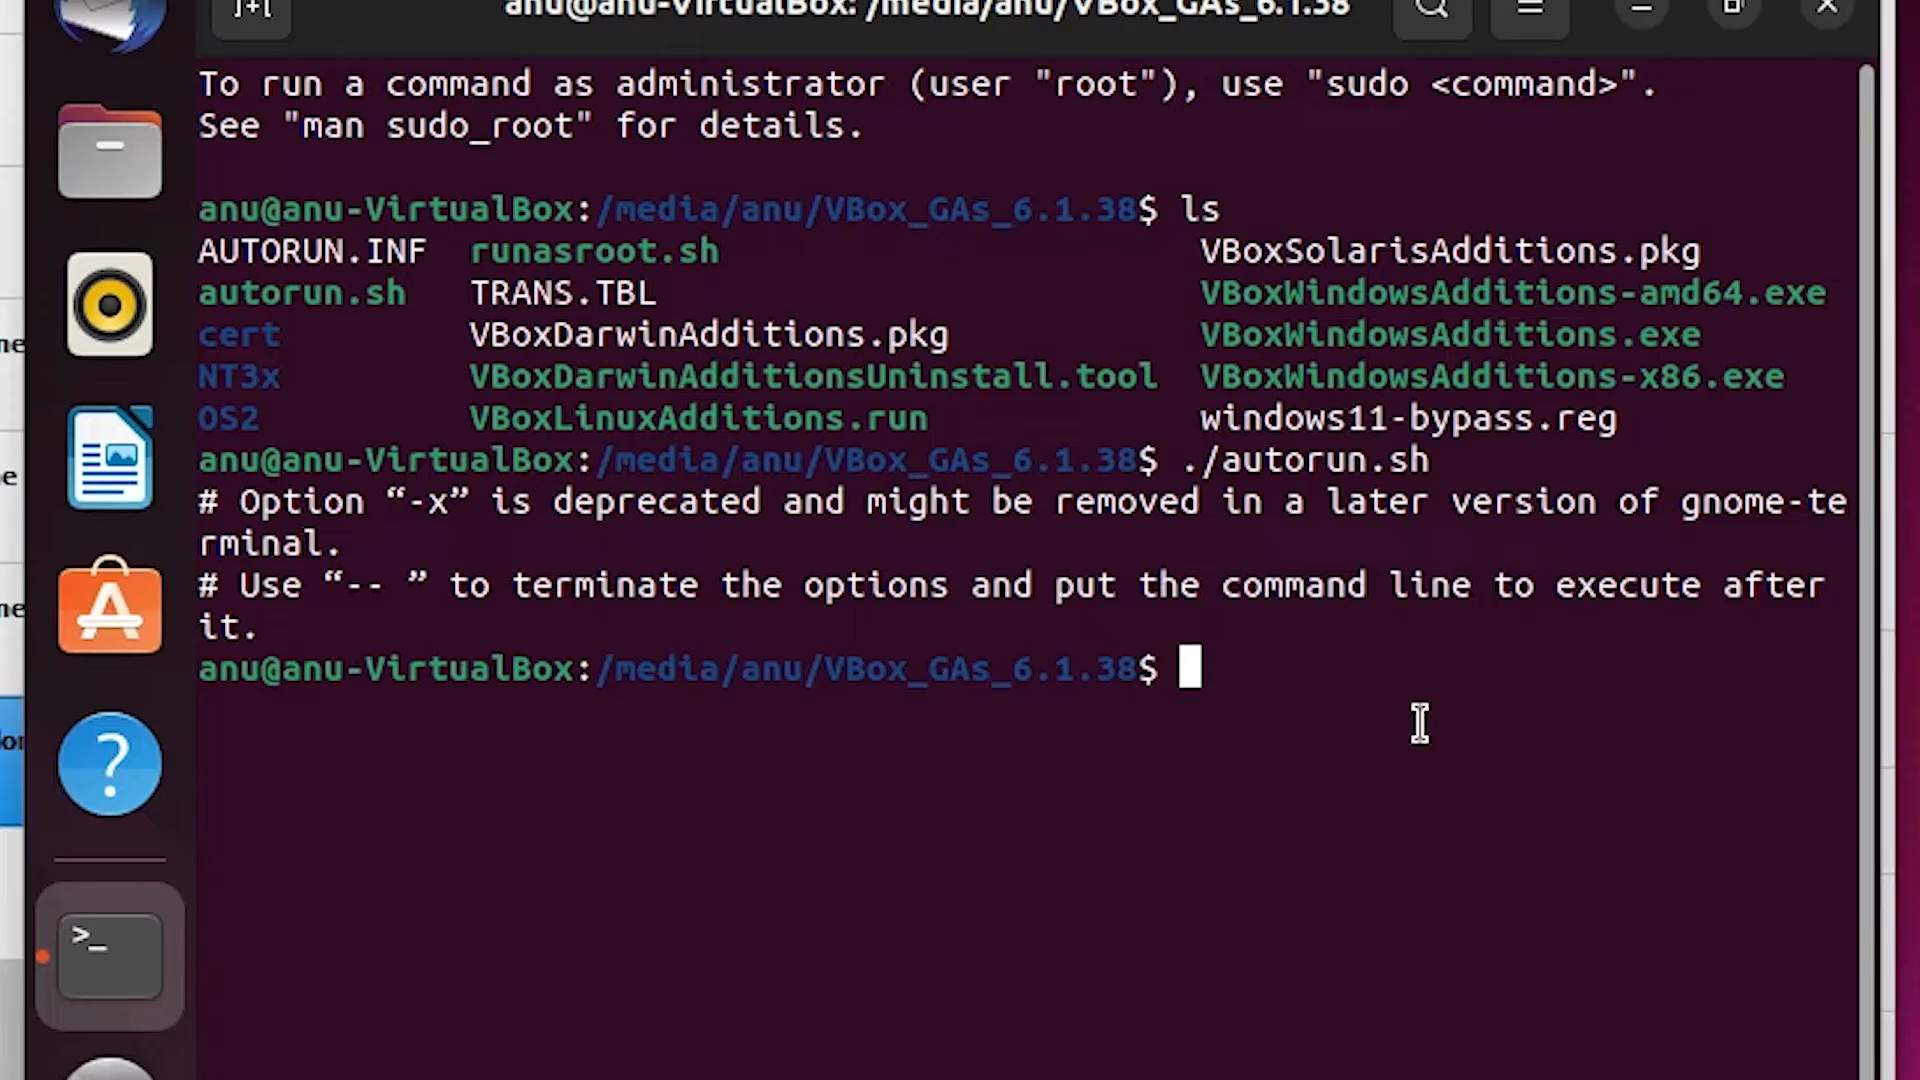 anu@anu-VirtualBox: /media/anu/VBox_GAs_6.1.38
To run a command as administrator (user "root"), use "sudo <command>".
See "man sudo_root" for details.
anu@anu-VirtualBox:/media/anu/VBox_GAs_6.1.38$ ls
AUTORUN.INF runasroot.sh VBoxSolarisAdditions.pkg
autorun.sh TRANS.TBL VBoxWindowsAdditions-amd64.exe
cert VBoxDarwinAdditions.pkg VBoxWindowsAdditions.exe
NT3x VBoxDarwinAdditionsUninstall.tool VBoxWindowsAdditions-x86.exe
OS2 VBoxLinuxAdditions.run windows11-bypass.reg
anu@anu-VirtualBox:/media/anu/VBox_GAs_6.1.38$ ./autorun.sh
# Option “-x” is deprecated and might be removed in a later version of gnome-te
rminal.
# Use “-- ” to terminate the options and put the command line to execute after
it.
anu@anu-VirtualBox:/media/anu/VBox_GAs_6.1.38$